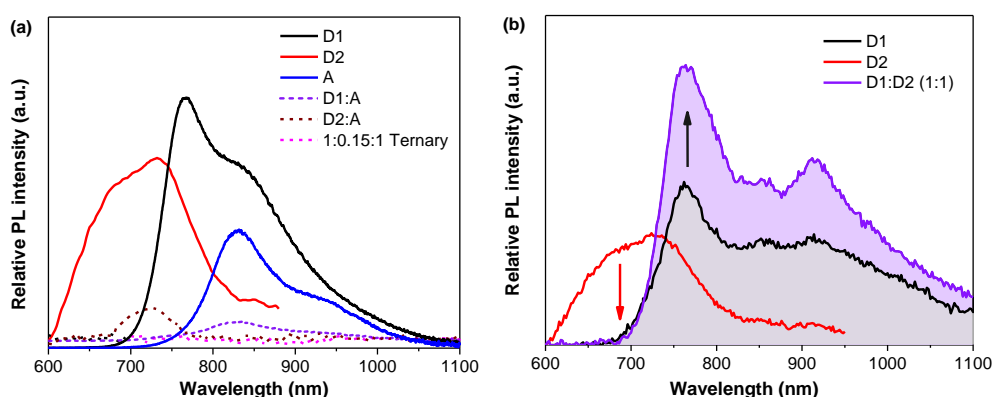 (a)
Relative PL intensity (a.u.)
D1
D2
A
D1:A
D2:A
1:0.15:1 Ternary
600 700 800 900 1000 1100
Wavelength (nm)
(b)
Relative PL intensity (a.u.)
D1
D2
D1:D2 (1:1)
600 700 800 900 1000 1100
Wavelength (nm)